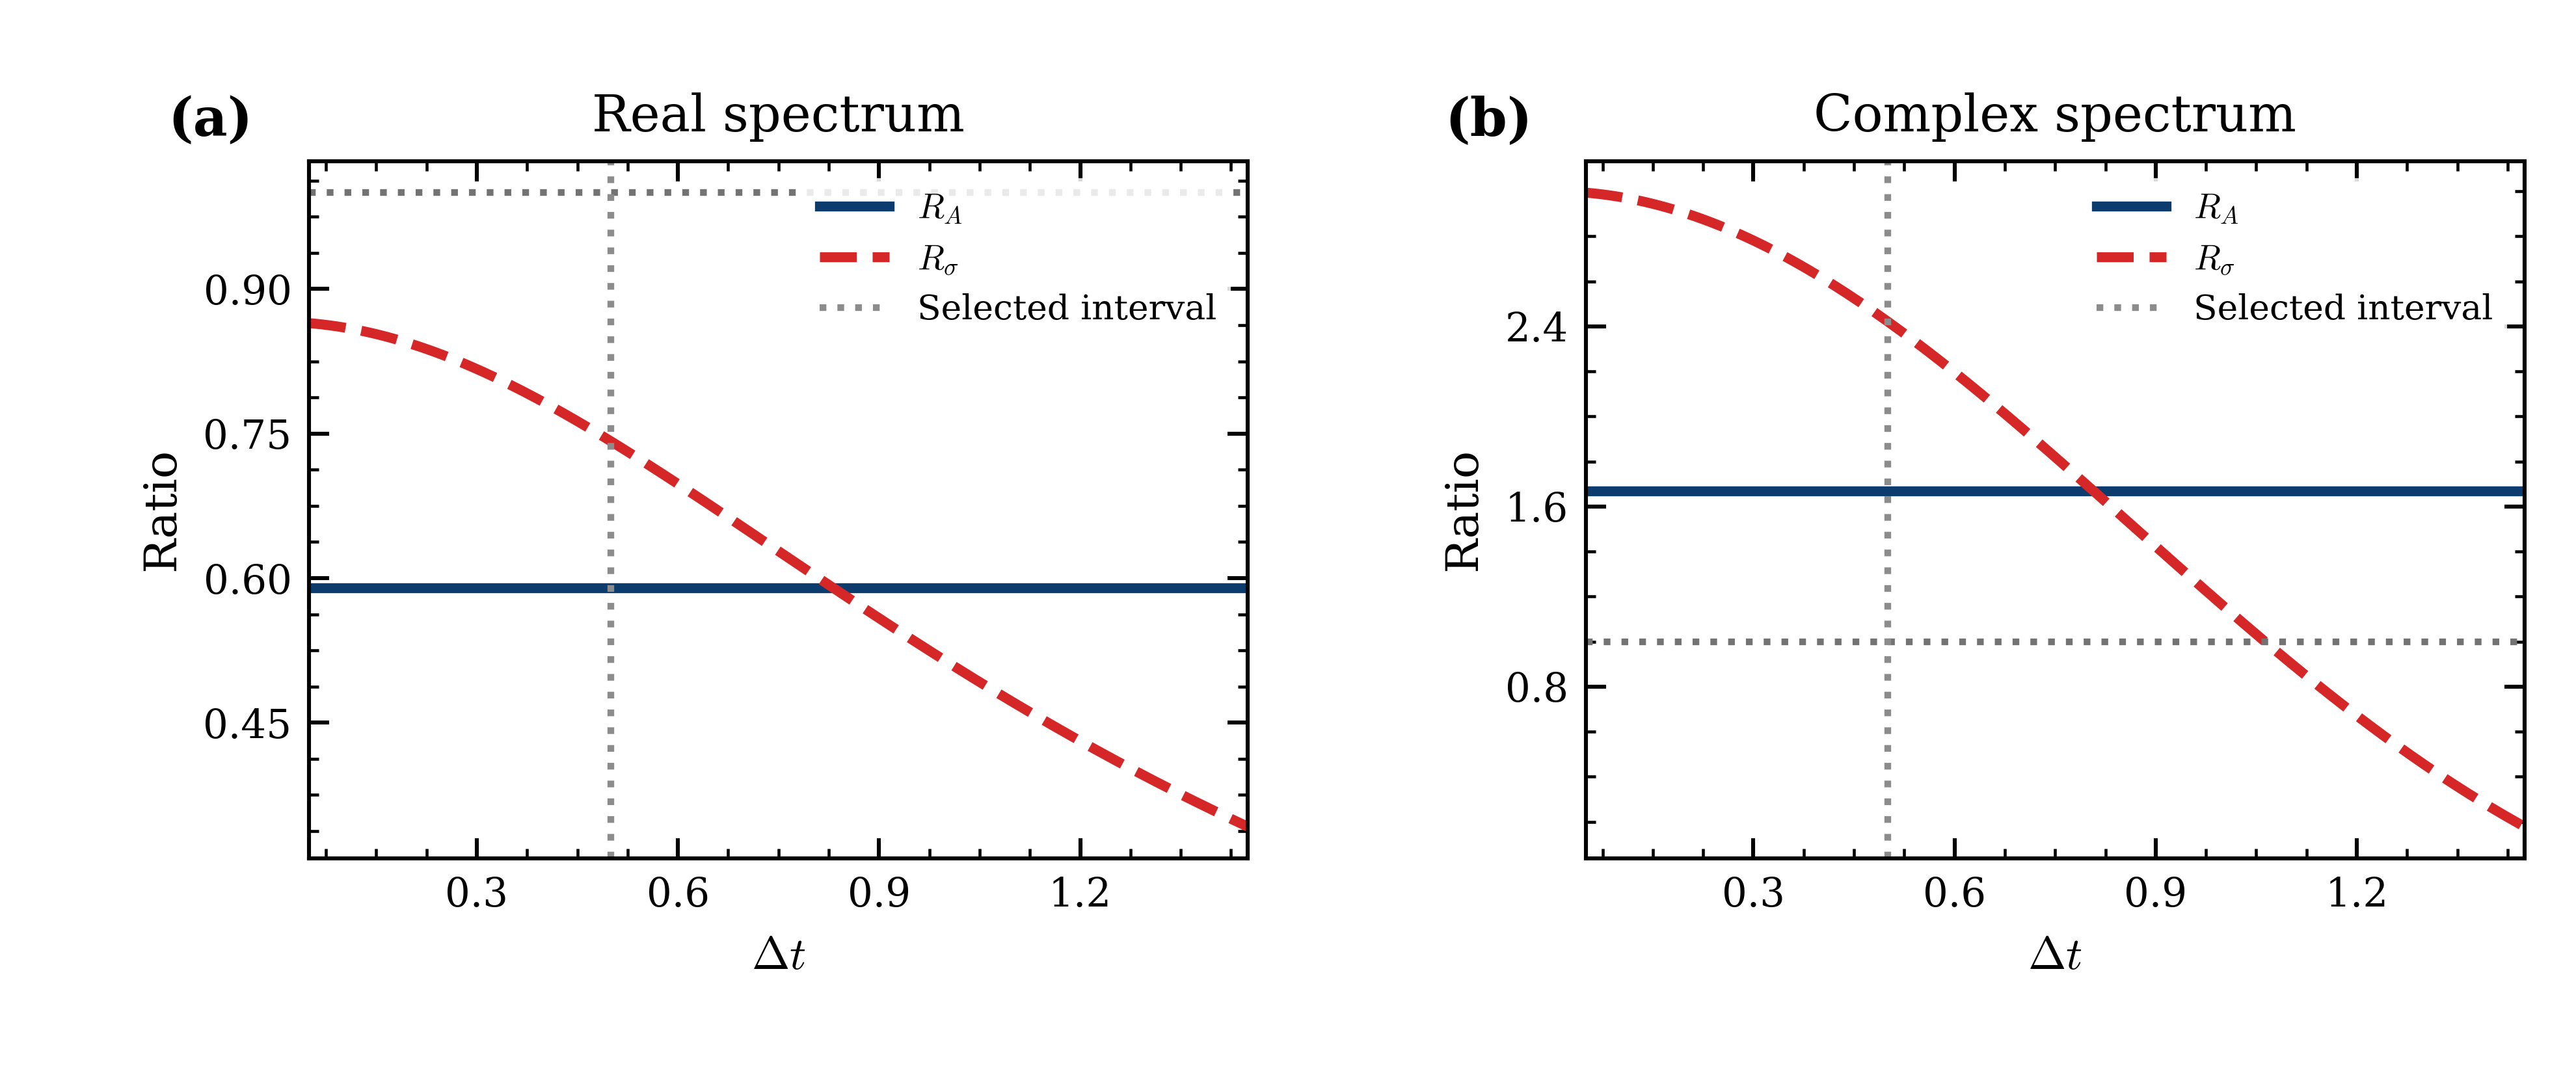 (a)
Real spectrum
R_A
R_σ
Selected interval
0.90
0.75
0.60
0.45
Ratio
0.3 0.6 0.9 1.2
Δt
(b)
Complex spectrum
R_A
R_σ
Selected interval
2.4
1.6
0.8
Ratio
0.3 0.6 0.9 1.2
Δt